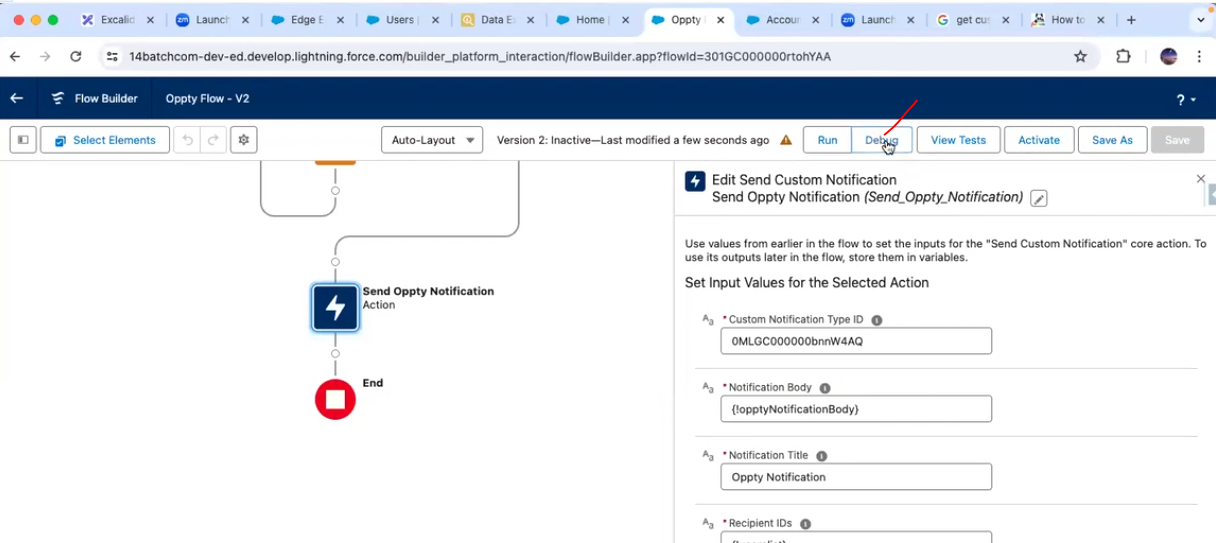 Excalid
Launch
Edge E
Users |
Data Ex
Home |
Oppty
Accoun
Launch
get cus
How to
14batchcom-dev-ed.develop.lightning.force.com/builder_platform_interaction/flowBuilder.app?flowId=301GC000000rtohYAA
Flow Builder
Oppty Flow - V2
?
Select Elements
Auto-Layout
Version 2: Inactive—Last modified a few seconds ago
Run
Debug
View Tests
Activate
Save As
Save
Send Oppty Notification
Action
End
Edit Send Custom Notification
Send Oppty Notification (Send_Oppty_Notification)
Use values from earlier in the flow to set the inputs for the "Send Custom Notification" core action. To
use its outputs later in the flow, store them in variables.
Set Input Values for the Selected Action
* Custom Notification Type ID
0MLGC000000bnnW4AQ
* Notification Body
{!opptyNotificationBody}
* Notification Title
Oppty Notification
* Recipient IDs